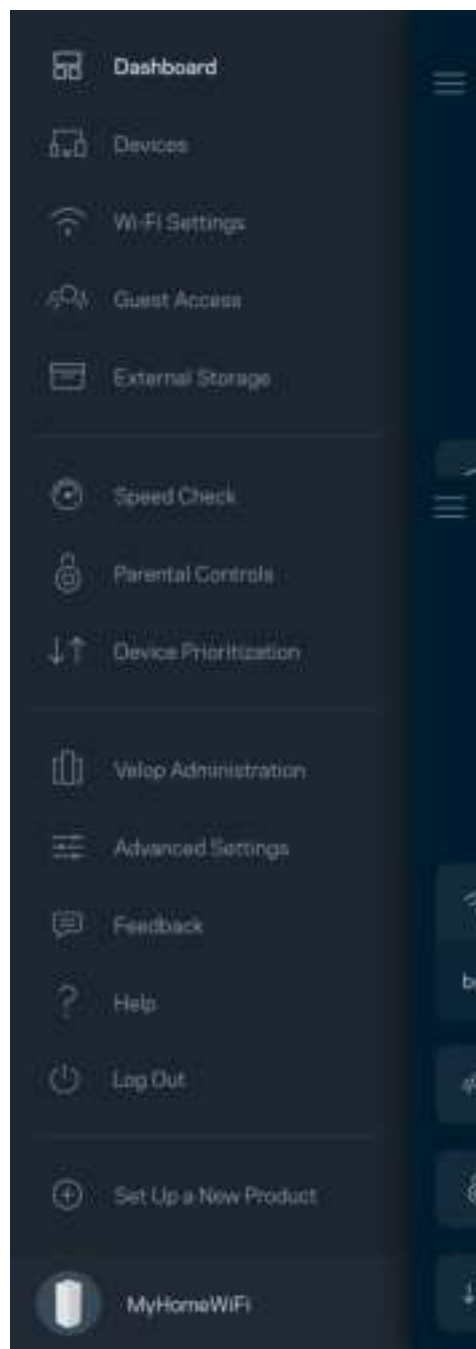 Dashboard
Devices
Wi-Fi Settings
Guest Access
External Storage
Speed Check
Parental Controls
Device Prioritization
Velop Administration
Advanced Settings
Feedback
Help
Log Out
Set Up a New Product
MyHomeWiFi